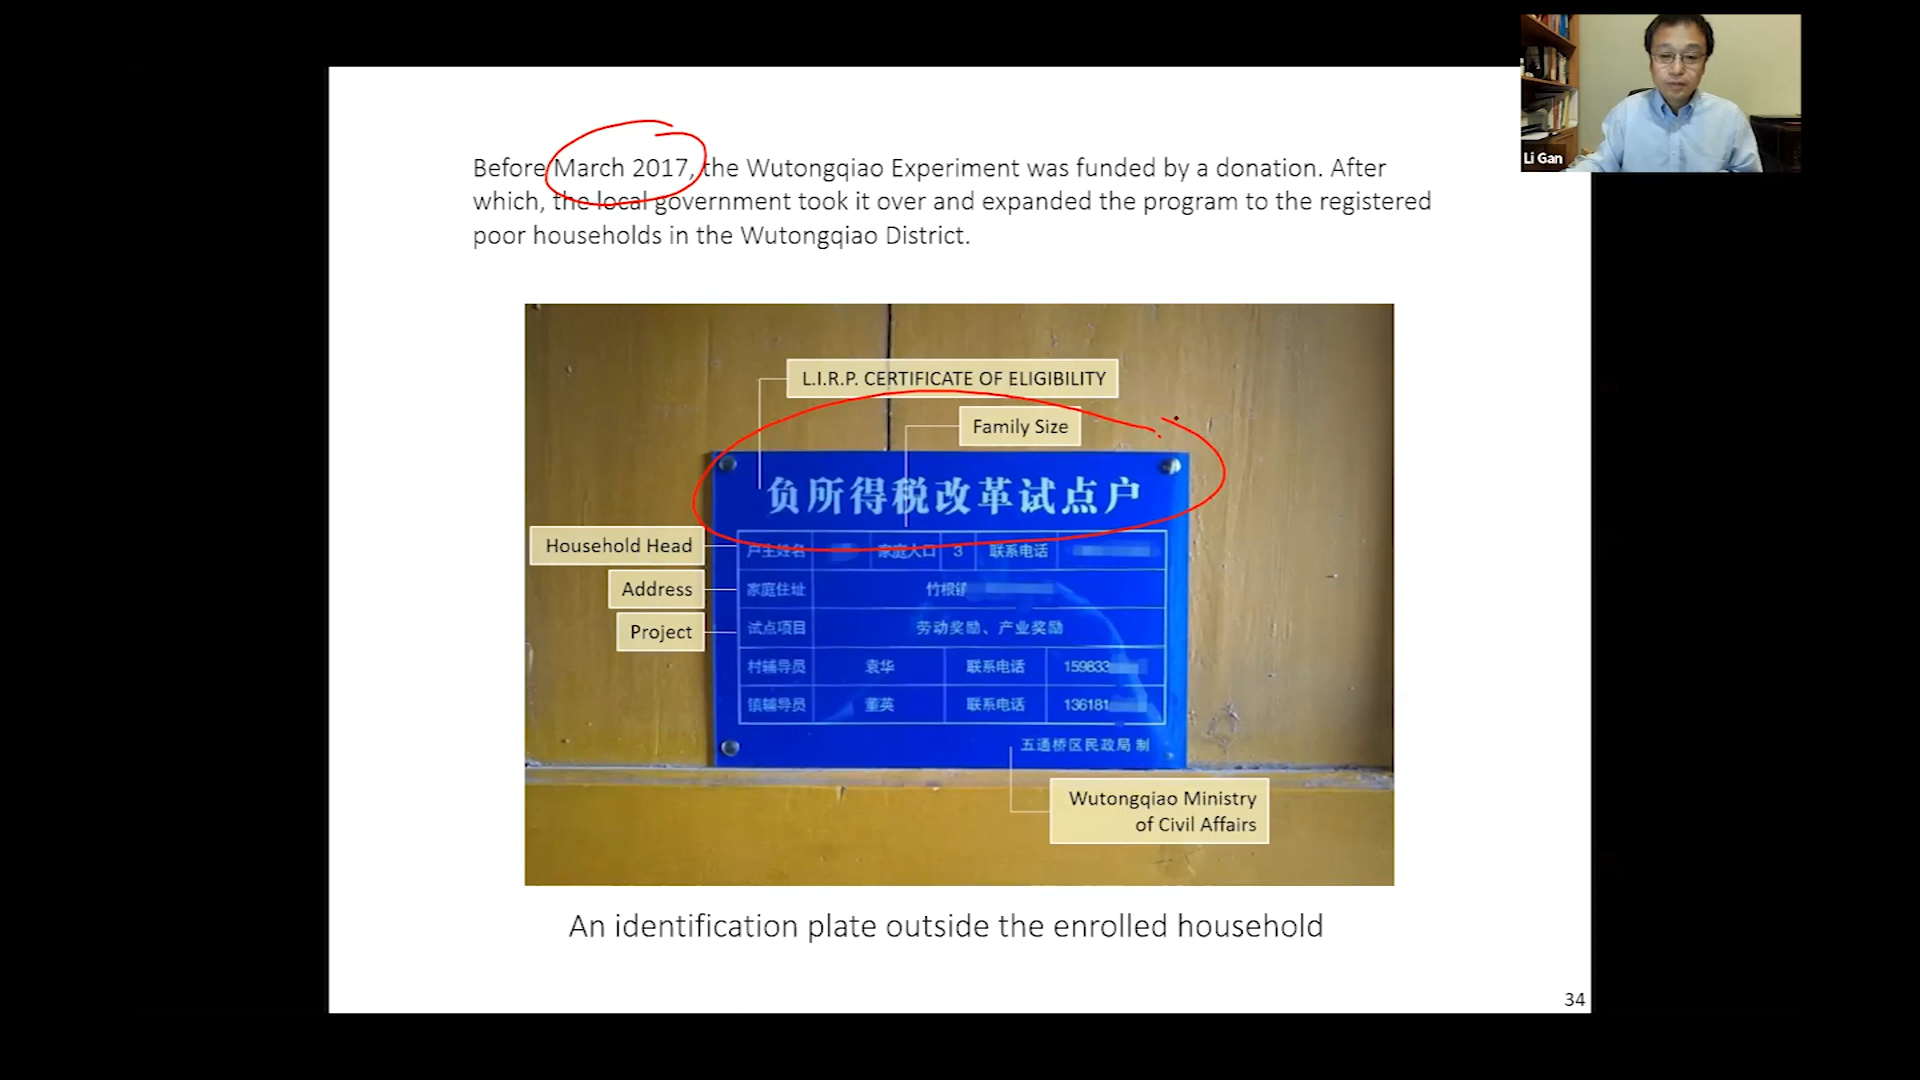 Li Gan
Before March 2017, the Wutongqiao Experiment was funded by a donation. After
which, the local government took it over and expanded the program to the registered
poor households in the Wutongqiao District.
L.I.R.P. CERTIFICATE OF ELIGIBILITY
Family Size
负所得税改革试点户
Household Head
户主姓名 家庭人口 3 联系电话
Address
家庭住址 竹根镇
Project
试点项目 劳动奖励、产业奖励
村辅导员 袁华 联系电话 159833
镇辅导员 董英 联系电话 136181
五通桥区民政局 制
Wutongqiao Ministry
of Civil Affairs
An identification plate outside the enrolled household
34